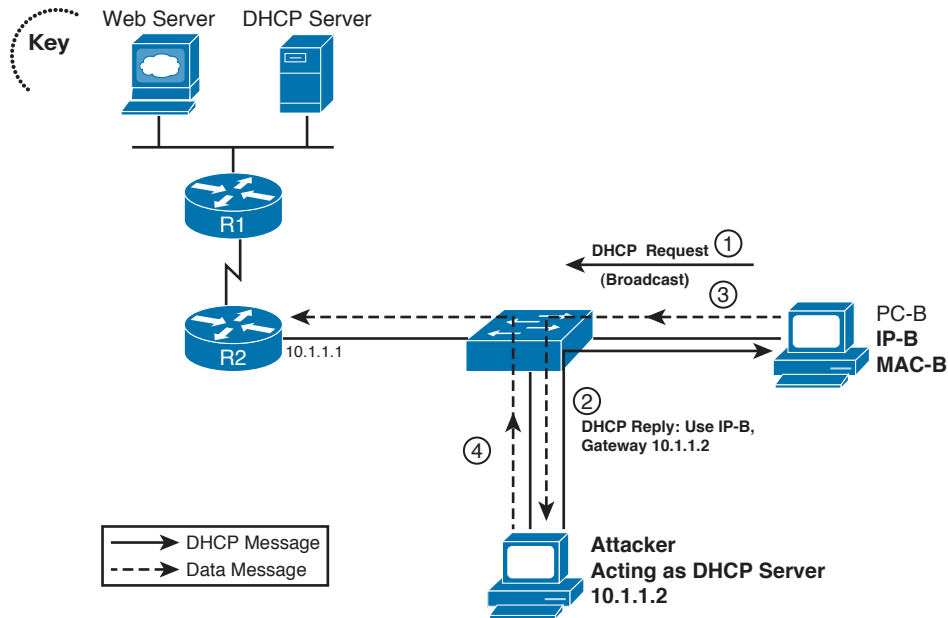 Key
Web Server
DHCP Server
R1
DHCP Request
1
(Broadcast)
3
PC-B
IP-B
MAC-B
R2
10.1.1.1
2
DHCP Reply: Use IP-B,
Gateway 10.1.1.2
4
DHCP Message
Data Message
Attacker
Acting as DHCP Server
10.1.1.2